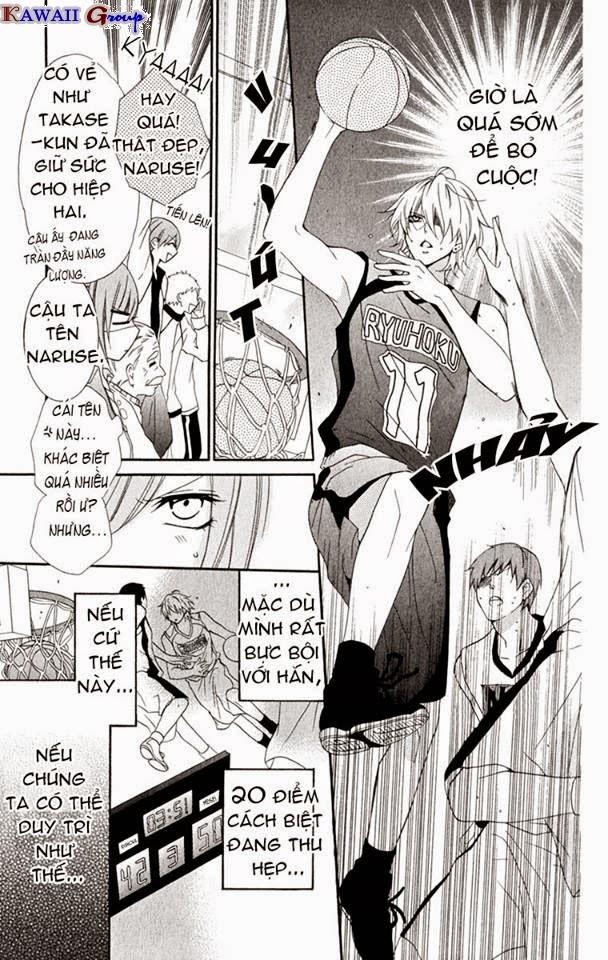 KAWAII Group
GIỜ LÀ
QUÁ SỚM
ĐỂ BỎ
CUỘC!
NHẢY
RYUHOKU
11
VUIÚT
KYAAAA!
HAY
QUÁ!
THẬT ĐẸP,
NARUSE!
TIẾN LÊN!!
CÓ VẺ
NHƯ
TAKASE
-KUN ĐÃ
GIỮ SỨC
CHO HIỆP
HAI.
CẬU ẤY ĐANG
TRÀN ĐẦY NĂNG
LƯỢNG.
CẬU TA
TÊN
NARUSE.
CÁI TÊN
NÀY...
KHÁC BIỆT
QUÁ NHIỀU
RỒI Ư?
NHƯNG...
...
MẶC DÙ
MÌNH RẤT
BỰC BỘI
VỚI HẮN,
NẾU
CỨ
THẾ
NÀY...
20 ĐIỂM
CÁCH BIỆT
ĐANG THU
HẸP...
03:51
42 3 50
NẾU
CHÚNG
TA CÓ THỂ
DUY TRÌ
NHƯ
THẾ...